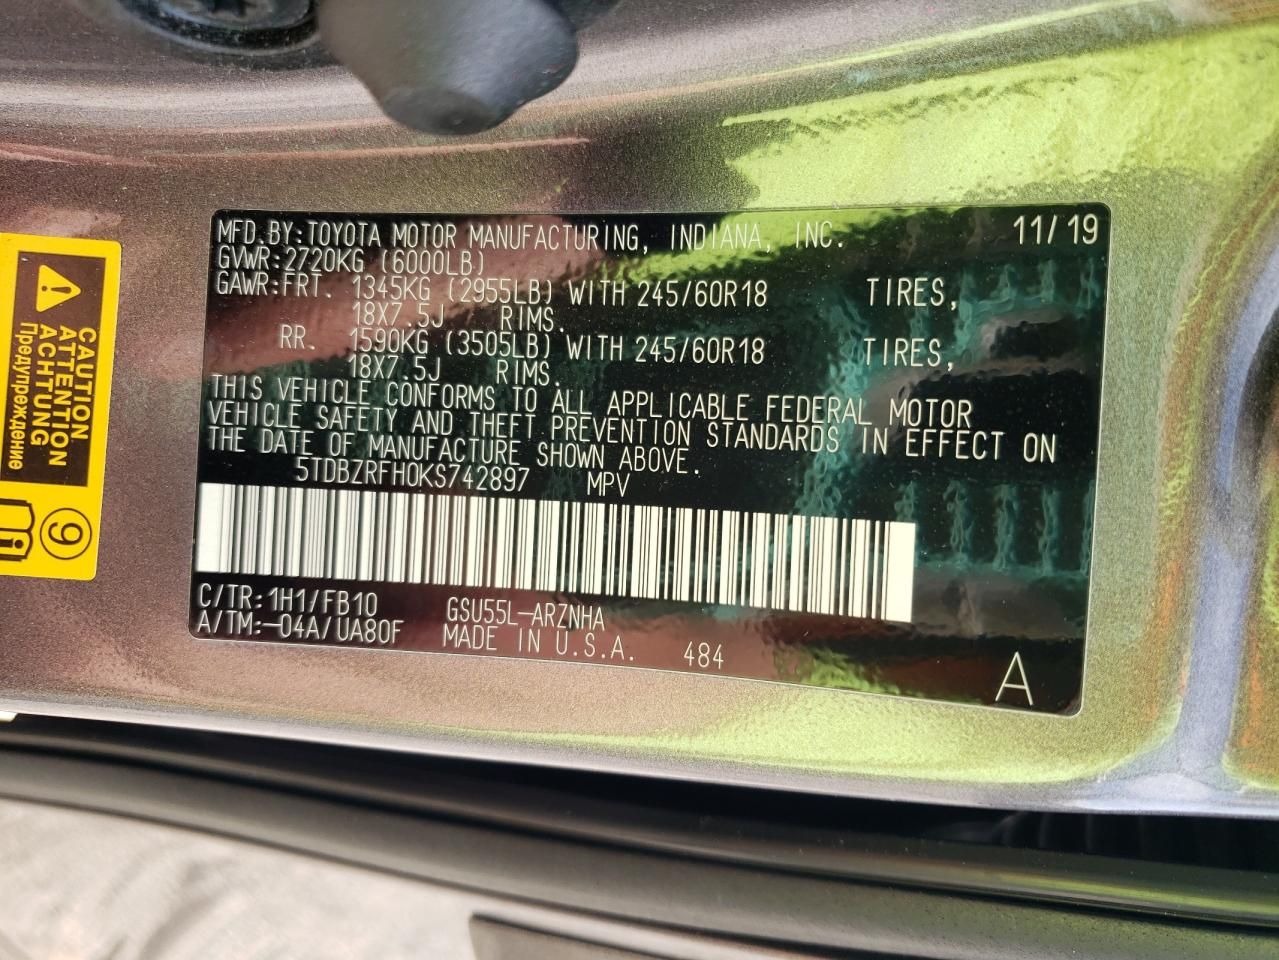 MFD.BY:TOYOTA MOTOR MANUFACTURING, INDIANA, INC. 11/19
GVWR:2720KG (6000LB)
GAWR:FRT. 1345KG (2955LB) WITH 245/60R18 TIRES,
18X7.5J RIMS.
RR. 1590KG (3505LB) WITH 245/60R18 TIRES,
18X7.5J RIMS.
THIS VEHICLE CONFORMS TO ALL APPLICABLE FEDERAL MOTOR
VEHICLE SAFETY AND THEFT PREVENTION STANDARDS IN EFFECT ON
THE DATE OF MANUFACTURE SHOWN ABOVE.
5TDBZRFH0KS742897 MPV
C/TR:1H1/FB10 GSU55L-ARZNHA
A/TM:-04A/UA80F MADE IN U.S.A. 484
A
CAUTION
ATTENTION
ACHTUNG
Предупреждение
9
i